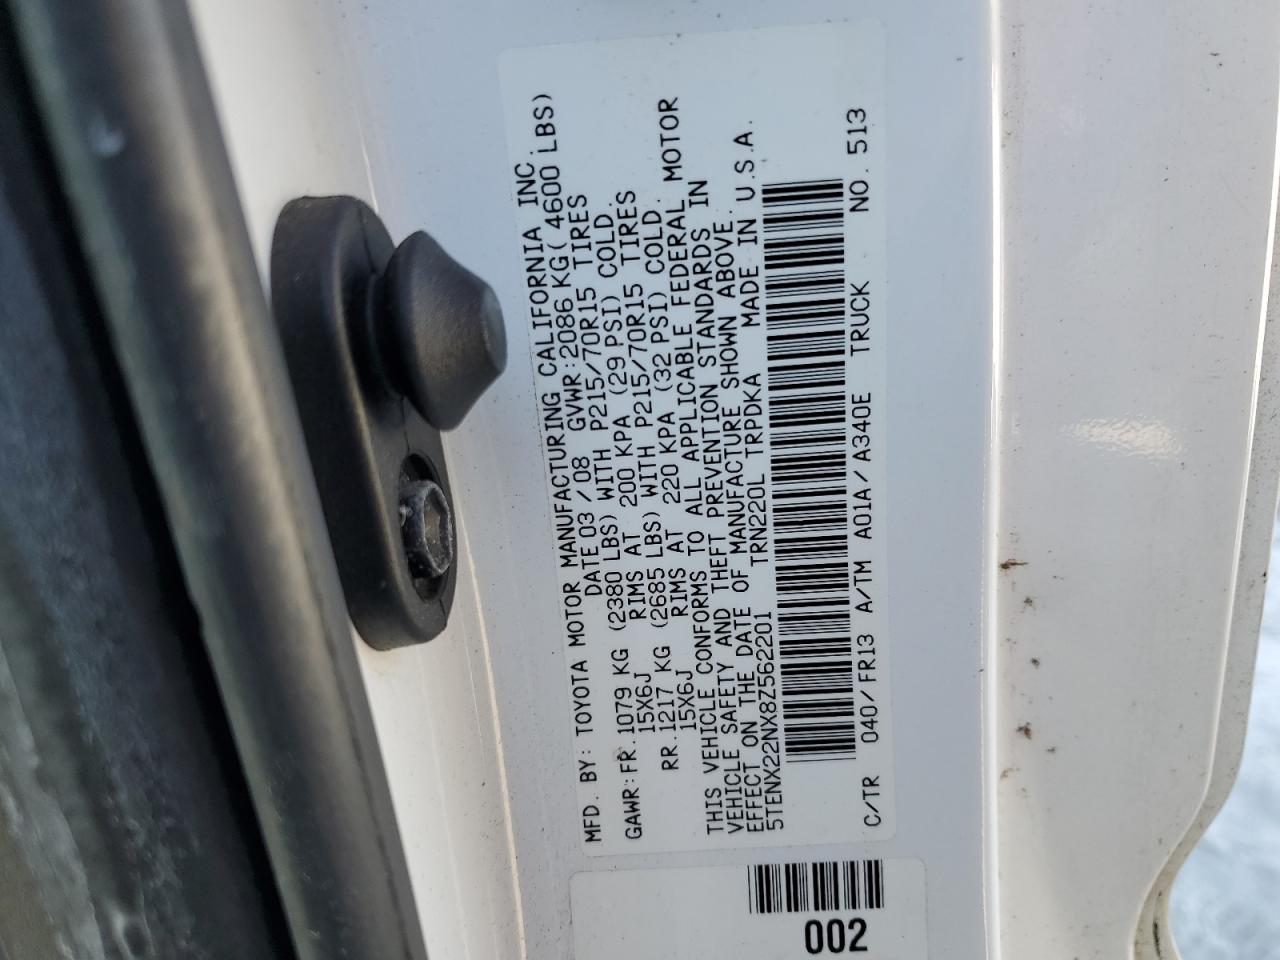 MFD. BY: TOYOTA MOTOR MANUFACTURING CALIFORNIA INC.
DATE 03/08 GVWR:2086 KG( 4600 LBS)
GAWR:FR. 1079 KG (2380 LBS) WITH P215/70R15 TIRES
15X6J RIMS AT 200 KPA (29 PSI) COLD.
RR. 1217 KG (2685 LBS) WITH P215/70R15 TIRES
15X6J RIMS AT 220 KPA (32 PSI) COLD.
THIS VEHICLE CONFORMS TO ALL APPLICABLE FEDERAL MOTOR
VEHICLE SAFETY AND THEFT PREVENTION STANDARDS IN
EFFECT ON THE DATE OF MANUFACTURE SHOWN ABOVE.
5TENX22NX8Z562201 TRN220L TRPDKA MADE IN U.S.A.
C/TR 040/FR13 A/TM A01A/A340E TRUCK NO. 513
002